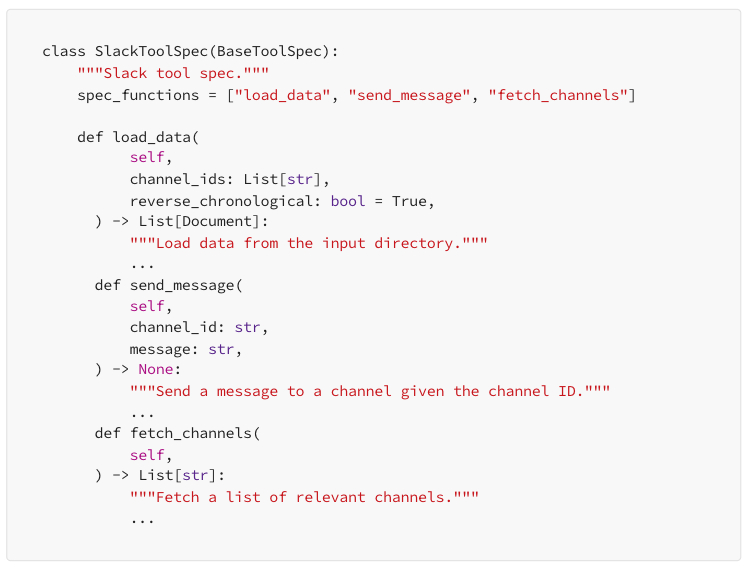 class SlackToolSpec(BaseToolSpec):
    """Slack tool spec."""
    spec_functions = ["load_data", "send_message", "fetch_channels"]

    def load_data(
          self,
          channel_ids: List[str],
          reverse_chronological: bool = True,
      ) -> List[Document]:
          """Load data from the input directory."""
          ...
      def send_message(
          self,
          channel_id: str,
          message: str,
      ) -> None:
          """Send a message to a channel given the channel ID."""
          ...
      def fetch_channels(
          self,
      ) -> List[str]:
          """Fetch a list of relevant channels."""
          ...